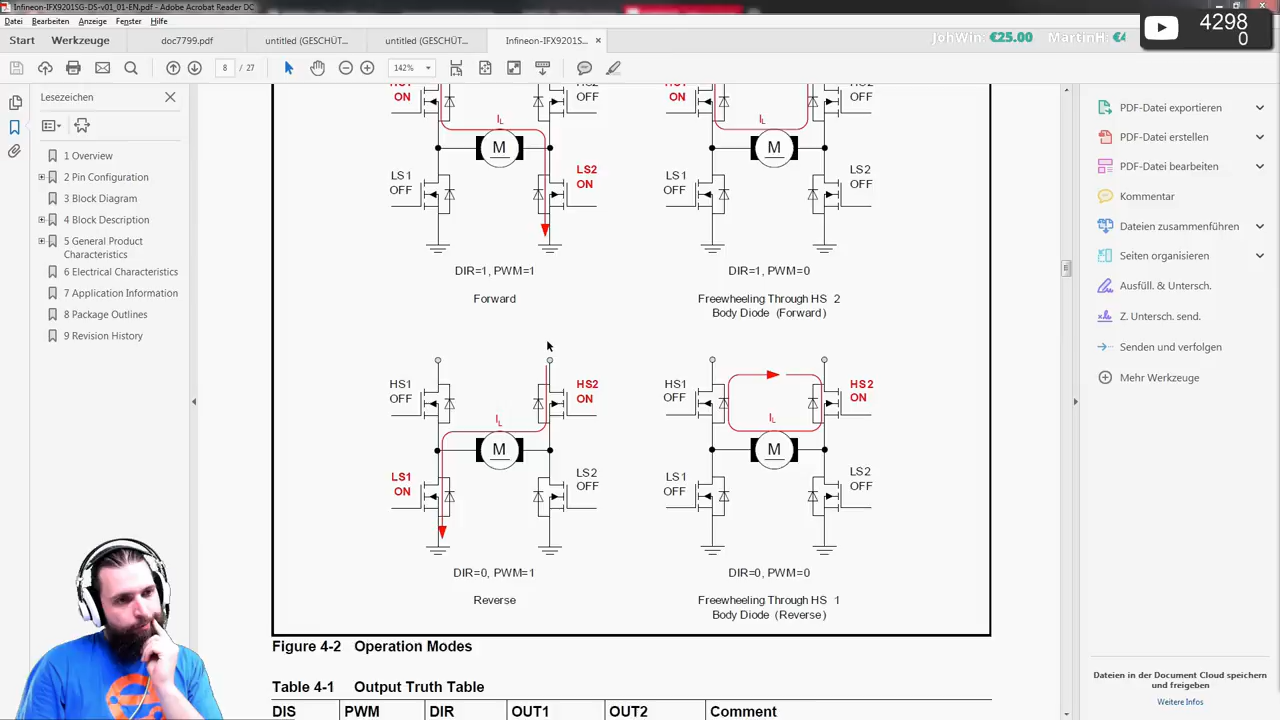 Infineon-IFX9201SG-DS-v01_01-EN.pdf - Adobe Acrobat Reader DC
Datei Bearbeiten Anzeige Fenster Hilfe
4298
0
JohWin. €25.00 MartinH. €4
Start Werkzeuge doc7799.pdf untitled (GESCHÜT... untitled (GESCHÜT... Infineon-IFX9201S... ×
8 / 27 142%
Lesezeichen
1 Overview
2 Pin Configuration
3 Block Diagram
4 Block Description
5 General Product
Characteristics
6 Electrical Characteristics
7 Application Information
8 Package Outlines
9 Revision History
HS1
ON
HS2
OFF
IL
M
LS1
OFF
LS2
ON
DIR=1, PWM=1
Forward
HS1
ON
HS2
OFF
IL
M
LS1
OFF
LS2
OFF
DIR=1, PWM=0
Freewheeling Through HS 2
Body Diode (Forward)
HS1
OFF
HS2
ON
IL
M
LS1
ON
LS2
OFF
DIR=0, PWM=1
Reverse
HS1
OFF
HS2
ON
IL
M
LS1
OFF
LS2
OFF
DIR=0, PWM=0
Freewheeling Through HS 1
Body Diode (Reverse)
Figure 4-2 Operation Modes
Table 4-1 Output Truth Table
DIS PWM DIR OUT1 OUT2 Comment
PDF-Datei exportieren
PDF-Datei erstellen
PDF-Datei bearbeiten
Kommentar
Dateien zusammenführen
Seiten organisieren
Ausfüll. & Untersch.
Z. Untersch. send.
Senden und verfolgen
Mehr Werkzeuge
Dateien in der Document Cloud speichern
und freigeben
Weitere Infos